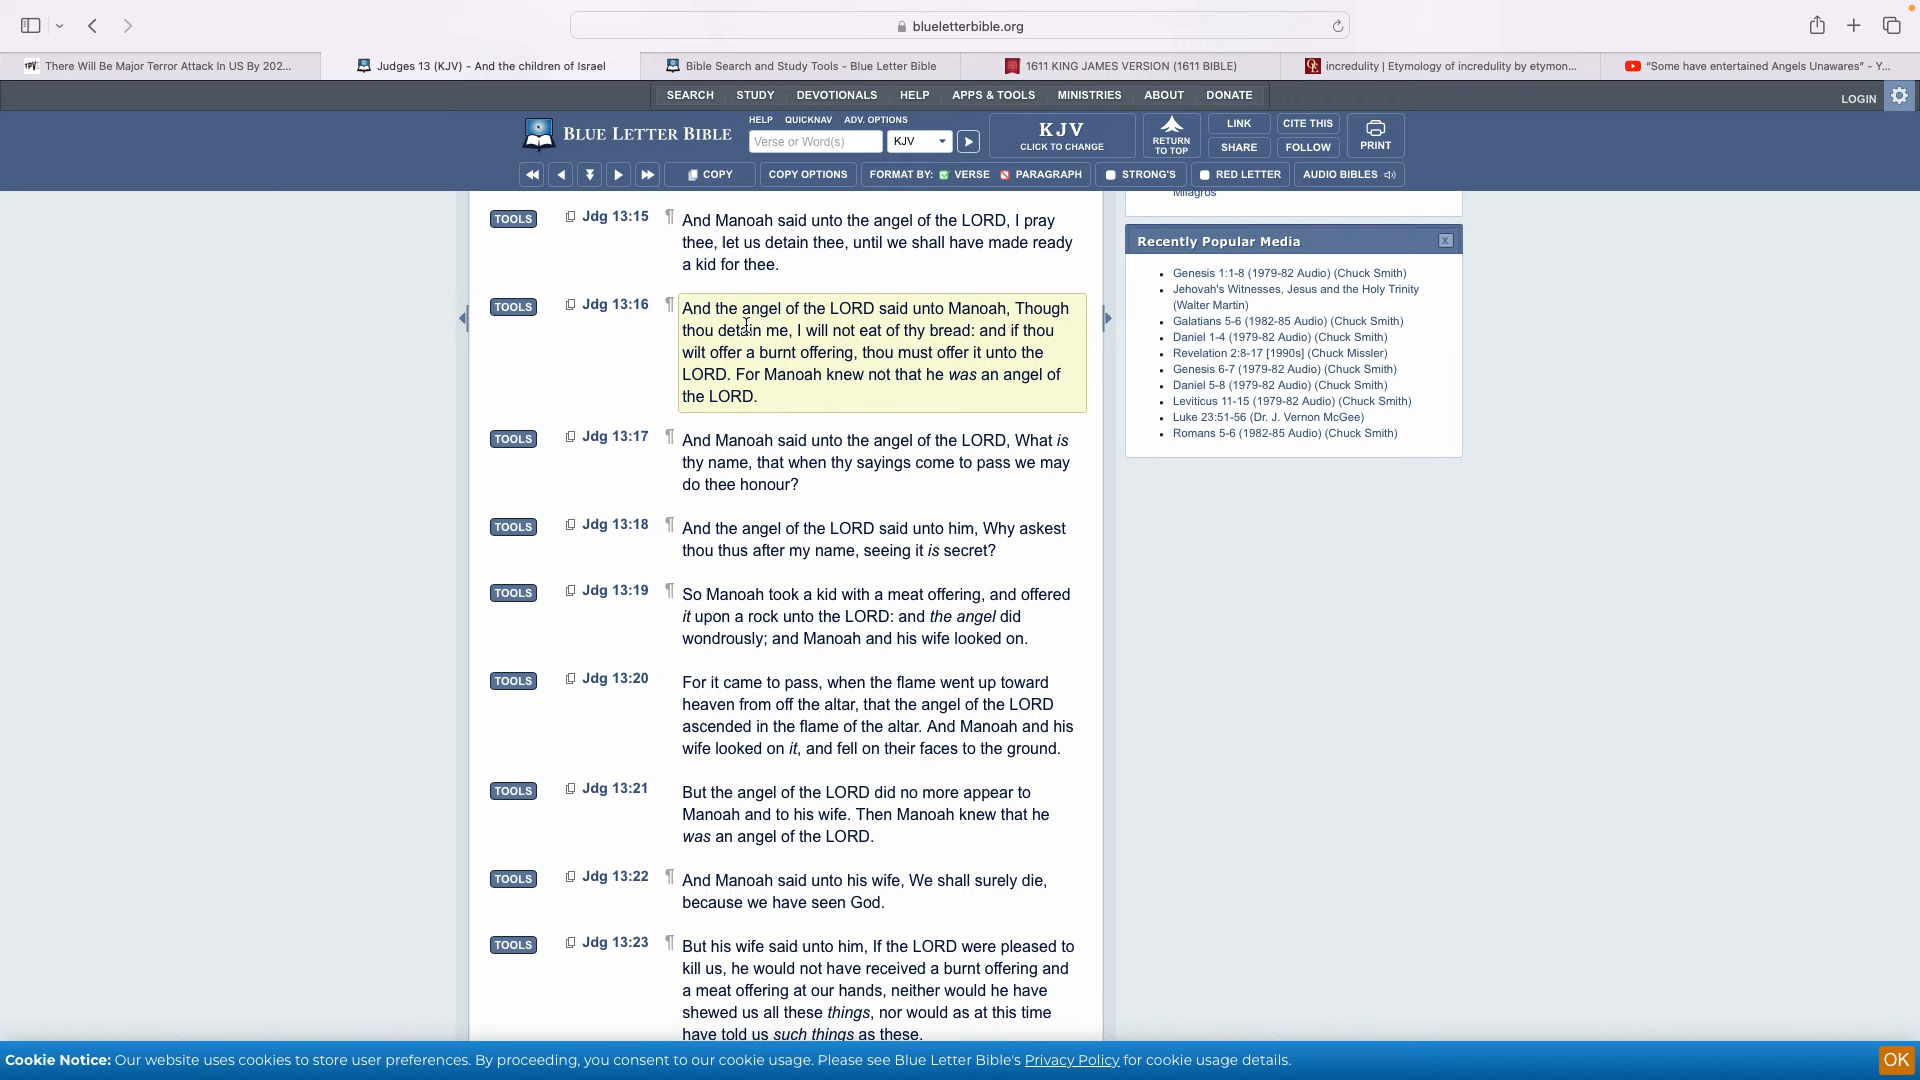 blueletterbible.org
There Will Be Major Terror Attack In US By 202...
Judges 13 (KJV) - And the children of Israel
Bible Search and Study Tools - Blue Letter Bible
1611 KING JAMES VERSION (1611 BIBLE)
incredulity | Etymology of incredulity by etymon...
"Some have entertained Angels Unawares" - Y...
SEARCH STUDY DEVOTIONALS HELP APPS & TOOLS MINISTRIES ABOUT DONATE
LOGIN
BLUE LETTER BIBLE
HELP QUICKNAV ADV. OPTIONS
Verse or Word(s) KJV
KJV
CLICK TO CHANGE
RETURN
TO TOP
LINK CITE THIS
SHARE FOLLOW
PRINT
COPY COPY OPTIONS FORMAT BY: VERSE PARAGRAPH STRONG'S RED LETTER AUDIO BIBLES
TOOLS Jdg 13:15 ¶ And Manoah said unto the angel of the LORD, I pray
thee, let us detain thee, until we shall have made ready
a kid for thee.
TOOLS Jdg 13:16 ¶ And the angel of the LORD said unto Manoah, Though
thou detain me, I will not eat of thy bread: and if thou
wilt offer a burnt offering, thou must offer it unto the
LORD. For Manoah knew not that he was an angel of
the LORD.
TOOLS Jdg 13:17 ¶ And Manoah said unto the angel of the LORD, What is
thy name, that when thy sayings come to pass we may
do thee honour?
TOOLS Jdg 13:18 ¶ And the angel of the LORD said unto him, Why askest
thou thus after my name, seeing it is secret?
TOOLS Jdg 13:19 ¶ So Manoah took a kid with a meat offering, and offered
it upon a rock unto the LORD: and the angel did
wondrously; and Manoah and his wife looked on.
TOOLS Jdg 13:20 For it came to pass, when the flame went up toward
heaven from off the altar, that the angel of the LORD
ascended in the flame of the altar. And Manoah and his
wife looked on it, and fell on their faces to the ground.
TOOLS Jdg 13:21 But the angel of the LORD did no more appear to
Manoah and to his wife. Then Manoah knew that he
was an angel of the LORD.
TOOLS Jdg 13:22 ¶ And Manoah said unto his wife, We shall surely die,
because we have seen God.
TOOLS Jdg 13:23 ¶ But his wife said unto him, If the LORD were pleased to
kill us, he would not have received a burnt offering and
a meat offering at our hands, neither would he have
shewed us all these things, nor would as at this time
have told us such things as these.
Milagros
Recently Popular Media
Genesis 1:1-8 (1979-82 Audio) (Chuck Smith)
Jehovah's Witnesses, Jesus and the Holy Trinity
(Walter Martin)
Galatians 5-6 (1982-85 Audio) (Chuck Smith)
Daniel 1-4 (1979-82 Audio) (Chuck Smith)
Revelation 2:8-17 [1990s] (Chuck Missler)
Genesis 6-7 (1979-82 Audio) (Chuck Smith)
Daniel 5-8 (1979-82 Audio) (Chuck Smith)
Leviticus 11-15 (1979-82 Audio) (Chuck Smith)
Luke 23:51-56 (Dr. J. Vernon McGee)
Romans 5-6 (1982-85 Audio) (Chuck Smith)
Cookie Notice: Our website uses cookies to store user preferences. By proceeding, you consent to our cookie usage. Please see Blue Letter Bible's Privacy Policy for cookie usage details.
OK